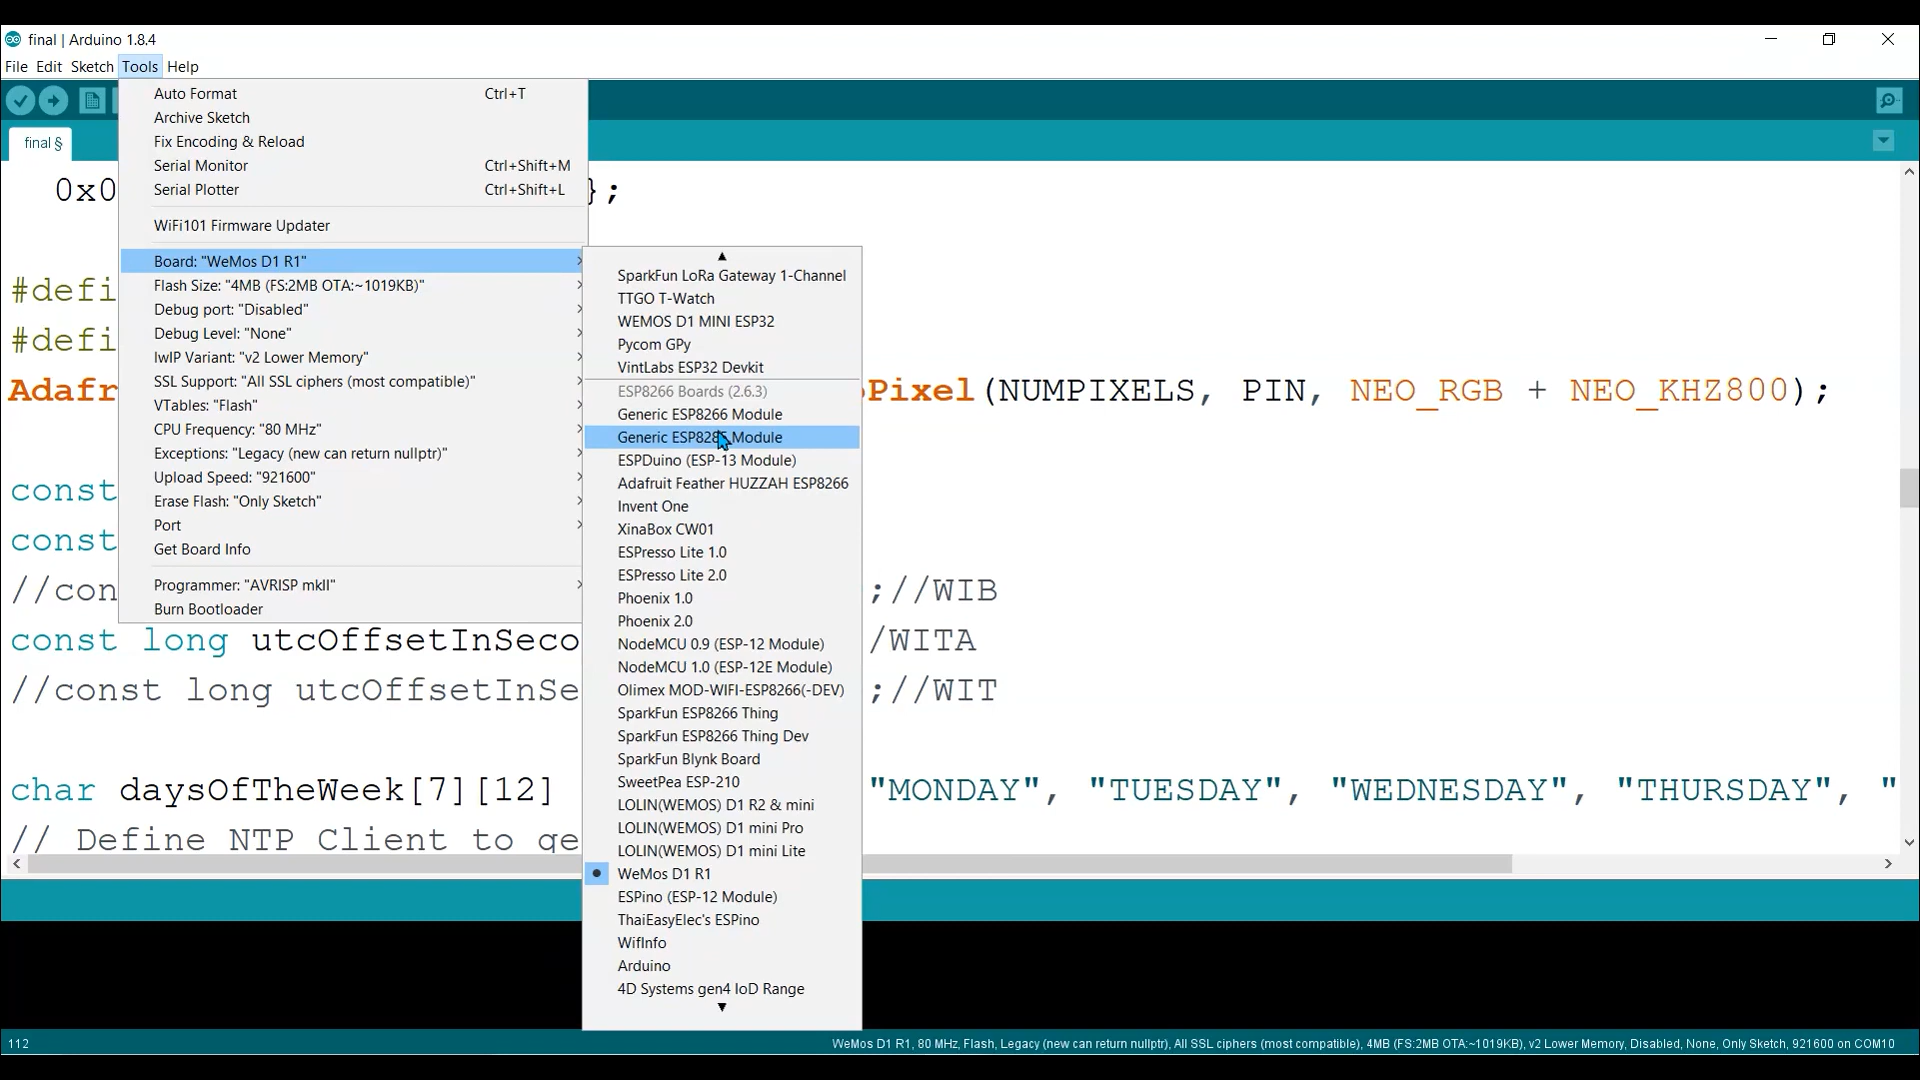 final | Arduino 1.8.4
File Edit Sketch Tools Help
final §
0x0
};
#defi
#defi
Adafr
Pixel(NUMPIXELS, PIN, NEO_RGB + NEO_KHZ800);
const
const
//con
;//WIB
const long utcOffsetInSeco
/WITA
//const long utcOffsetInSe
;//WIT
char daysOfTheWeek[7][12]
"MONDAY", "TUESDAY", "WEDNESDAY", "THURSDAY", "
// Define NTP Client to ge
Auto Format Ctrl+T
Archive Sketch
Fix Encoding & Reload
Serial Monitor Ctrl+Shift+M
Serial Plotter Ctrl+Shift+L
WiFi101 Firmware Updater
Board: "WeMos D1 R1"
Flash Size: "4MB (FS:2MB OTA:~1019KB)"
Debug port: "Disabled"
Debug Level: "None"
lwIP Variant: "v2 Lower Memory"
SSL Support: "All SSL ciphers (most compatible)"
VTables: "Flash"
CPU Frequency: "80 MHz"
Exceptions: "Legacy (new can return nullptr)"
Upload Speed: "921600"
Erase Flash: "Only Sketch"
Port
Get Board Info
Programmer: "AVRISP mkII"
Burn Bootloader
SparkFun LoRa Gateway 1-Channel
TTGO T-Watch
WEMOS D1 MINI ESP32
Pycom GPy
VintLabs ESP32 Devkit
ESP8266 Boards (2.6.3)
Generic ESP8266 Module
Generic ESP8285 Module
ESPDuino (ESP-13 Module)
Adafruit Feather HUZZAH ESP8266
Invent One
XinaBox CW01
ESPresso Lite 1.0
ESPresso Lite 2.0
Phoenix 1.0
Phoenix 2.0
NodeMCU 0.9 (ESP-12 Module)
NodeMCU 1.0 (ESP-12E Module)
Olimex MOD-WIFI-ESP8266(-DEV)
SparkFun ESP8266 Thing
SparkFun ESP8266 Thing Dev
SparkFun Blynk Board
SweetPea ESP-210
LOLIN(WEMOS) D1 R2 & mini
LOLIN(WEMOS) D1 mini Pro
LOLIN(WEMOS) D1 mini Lite
WeMos D1 R1
ESPino (ESP-12 Module)
ThaiEasyElec's ESPino
WifInfo
Arduino
4D Systems gen4 IoD Range
112
WeMos D1 R1, 80 MHz, Flash, Legacy (new can return nullptr), All SSL ciphers (most compatible), 4MB (FS:2MB OTA:~1019KB), v2 Lower Memory, Disabled, None, Only Sketch, 921600 on COM10